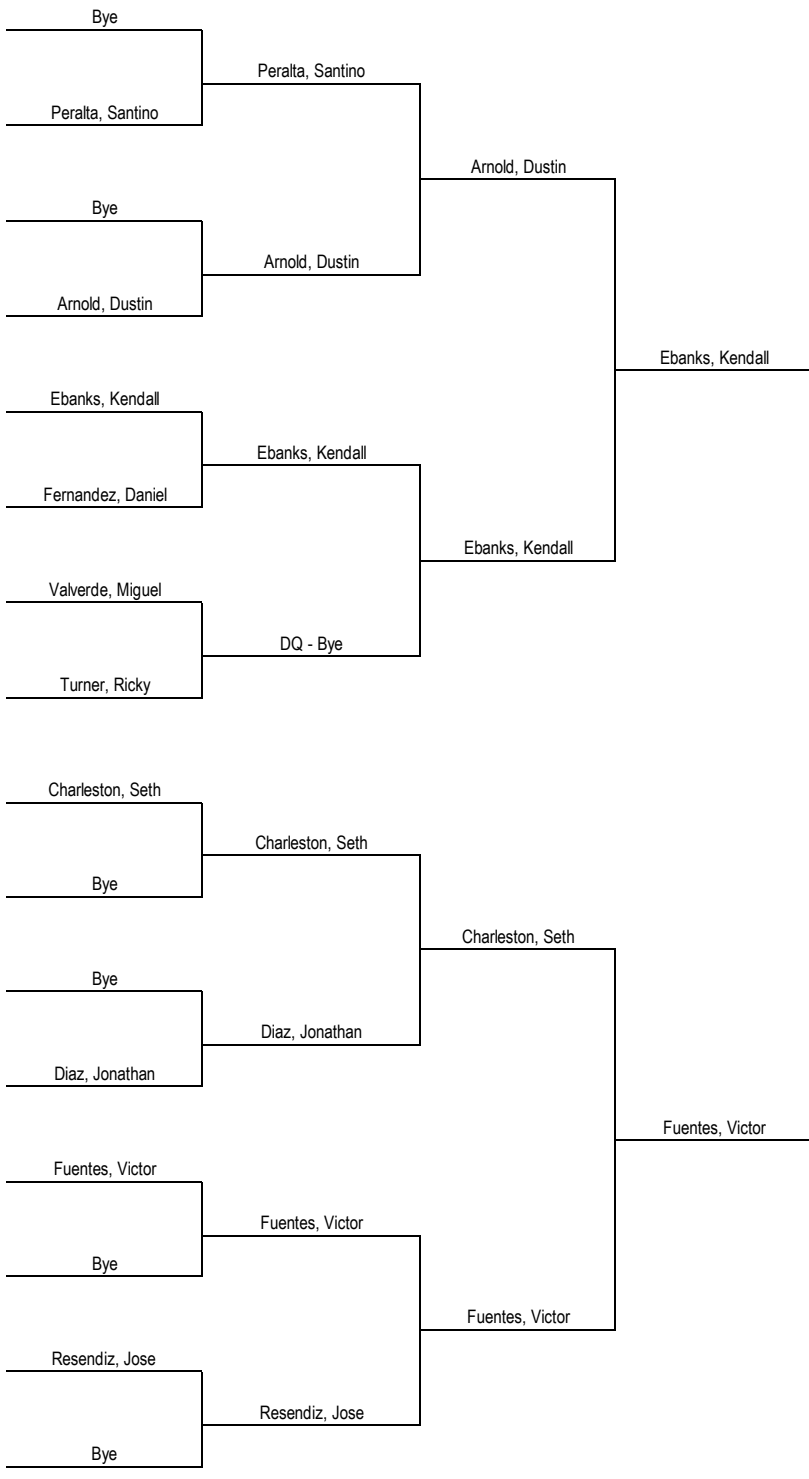 Bye
Peralta, Santino
Peralta, Santino
Arnold, Dustin
Bye
Arnold, Dustin
Arnold, Dustin
Ebanks, Kendall
Ebanks, Kendall
Ebanks, Kendall
Fernandez, Daniel
Ebanks, Kendall
Valverde, Miguel
DQ - Bye
Turner, Ricky
Charleston, Seth
Charleston, Seth
Bye
Charleston, Seth
Bye
Diaz, Jonathan
Diaz, Jonathan
Fuentes, Victor
Fuentes, Victor
Fuentes, Victor
Bye
Fuentes, Victor
Resendiz, Jose
Resendiz, Jose
Bye